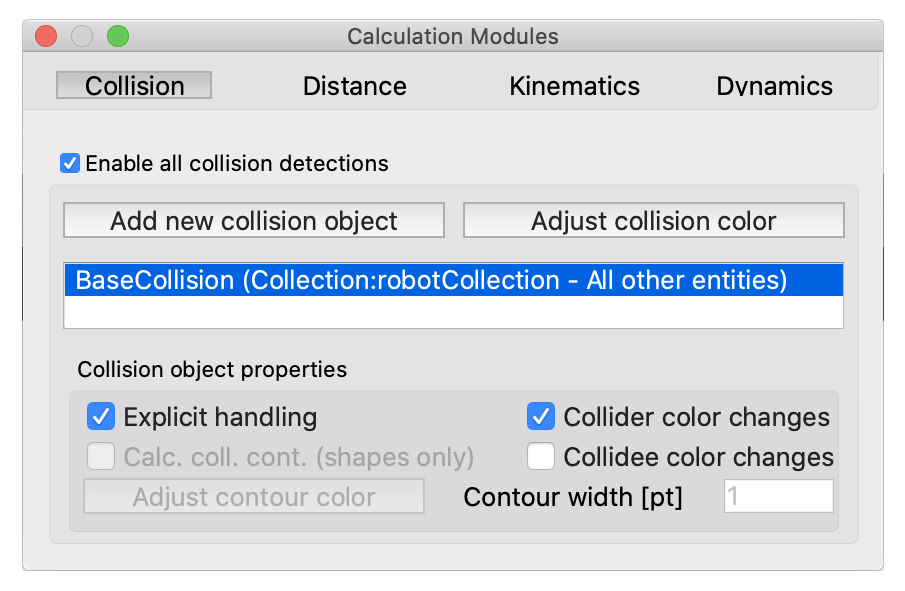 Calculation Modules
Collision Distance Kinematics Dynamics
Enable all collision detections
Add new collision object Adjust collision color
BaseCollision (Collection:robotCollection - All other entities)
Collision object properties
Explicit handling Collider color changes
Calc. coll. cont. (shapes only) Collidee color changes
Adjust contour color Contour width [pt] 1